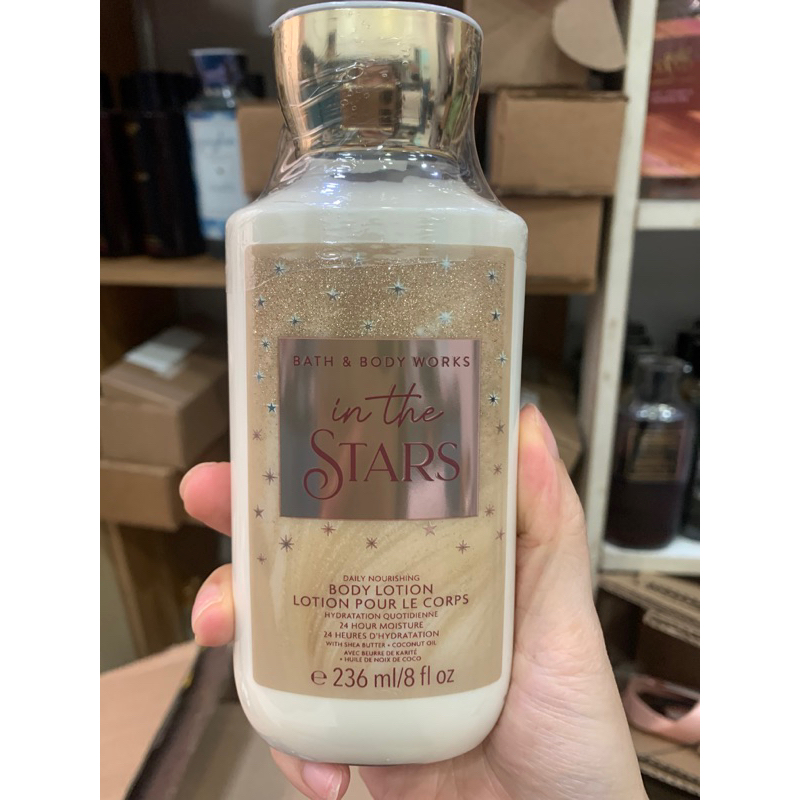 BATH & BODY WORKS
in the
STARS
DAILY NOURISHING
BODY LOTION
LOTION POUR LE CORPS
HYDRATATION QUOTIDIENNE
24 HOUR MOISTURE
24 HEURES D'HYDRATATION
WITH SHEA BUTTER + COCONUT OIL
AVEC BEURRE DE KARITÉ
+ HUILE DE NOIX DE COCO
℮ 236 ml/8 fl oz